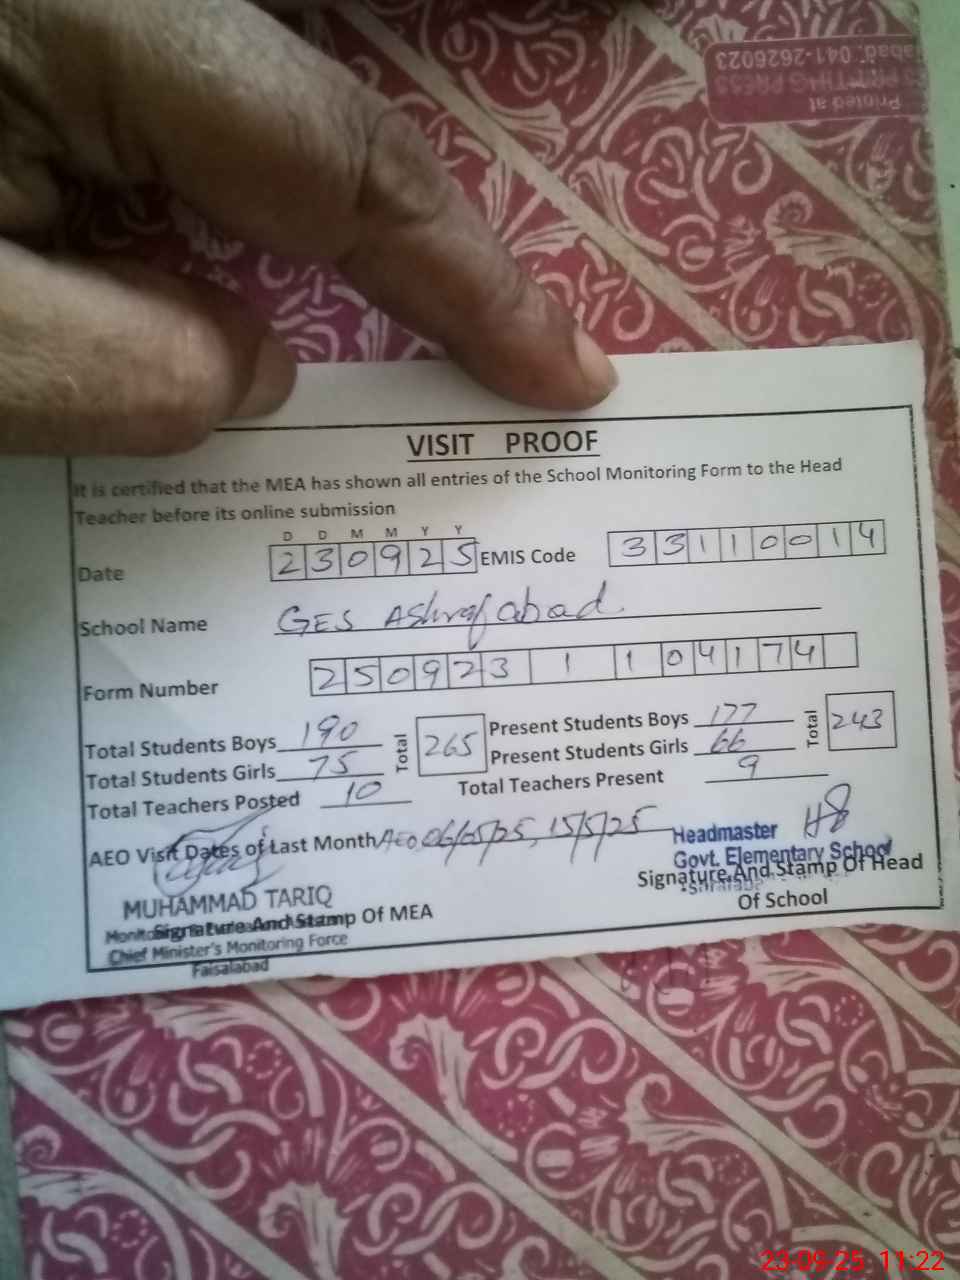 Printed at
PRINTING PRESS
abad. 041-2626023
VISIT PROOF
It is certified that the MEA has shown all entries of the School Monitoring Form to the Head
Teacher before its online submission
D D M M Y Y
Date 230925 EMIS Code 33110014
School Name GES Ashrafabad
Form Number 250923 1 1 04174
Total Students Boys 190 Total 265 Present Students Boys 177 Total 243
Total Students Girls 75 Present Students Girls 66
Total Teachers Posted 10 Total Teachers Present 9
AEO Visit Dates of Last Month AEO 06/05/25, 15/5/25
Headmaster
Govt. Elementary School
Signature And Stamp Of Head
Of School
MUHAMMAD TARIQ
Signature And Stamp Of MEA
Chief Minister's Monitoring Force
Faisalabad
23-09-25 11:22